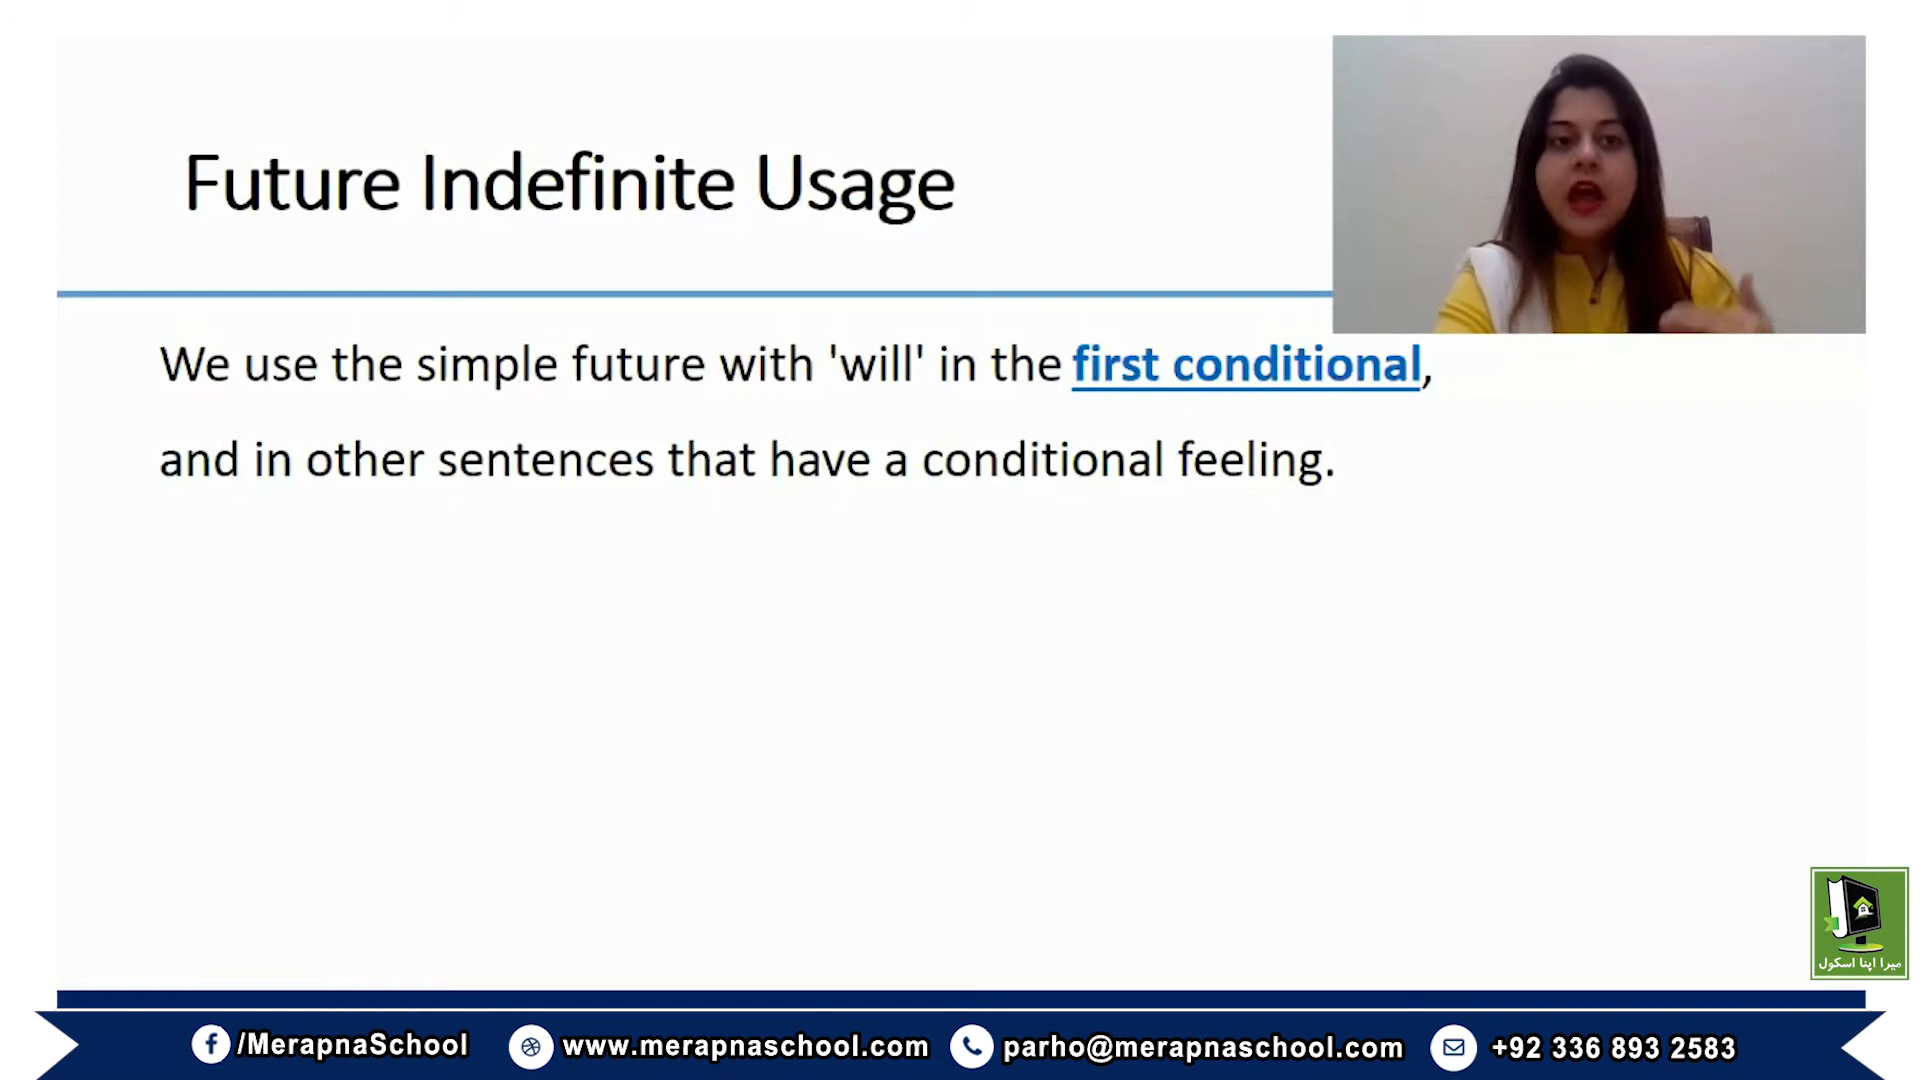 Future Indefinite Usage
We use the simple future with 'will' in the first conditional,
and in other sentences that have a conditional feeling.
میرا اپنا اسکول
/MerapnaSchool www.merapnaschool.com parho@merapnaschool.com +92 336 893 2583